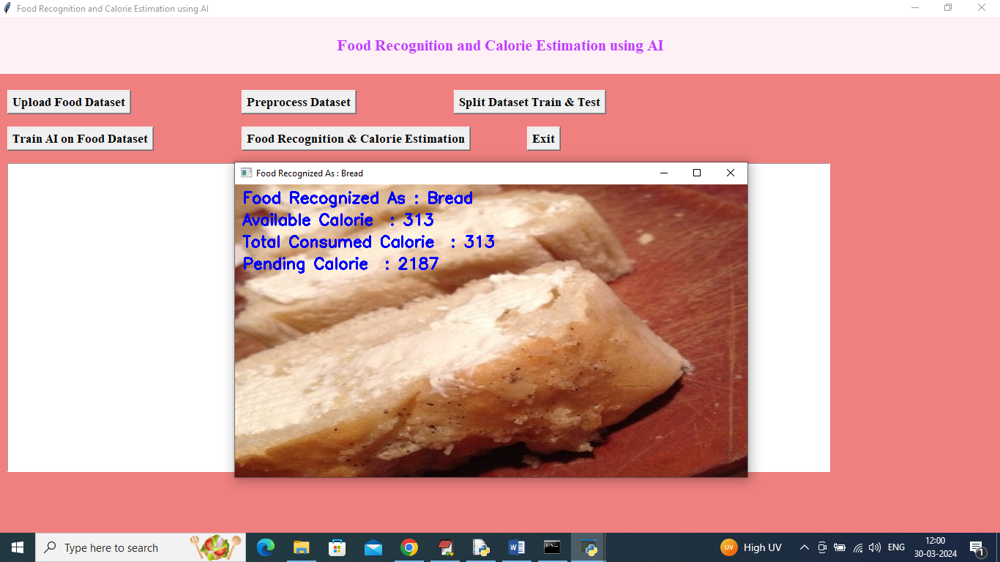 Food Recognition and Calorie Estimation using AI
Food Recognition and Calorie Estimation using AI
Upload Food Dataset
Preprocess Dataset
Split Dataset Train & Test
Train AI on Food Dataset
Food Recognition & Calorie Estimation
Exit
Food Recognized As : Bread
Food Recognized As : Bread
Available Calorie : 313
Total Consumed Calorie : 313
Pending Calorie : 2187
Type here to search
UV
High UV
ENG
12:00
30-03-2024
1